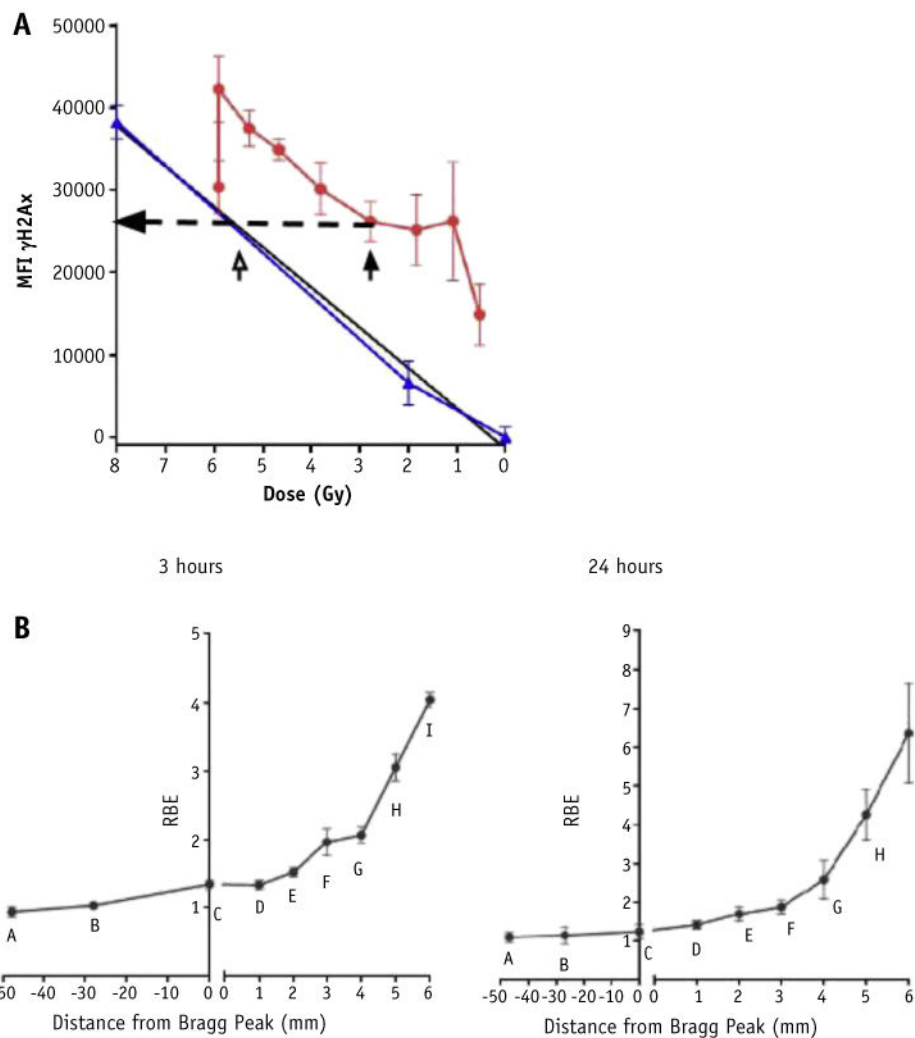 A
50000
40000
30000
20000
10000
0
MFI γH2Ax
8 7 6 5 4 3 2 1 0
Dose (Gy)
3 hours 24 hours
B
5
4
3
2
1
RBE
A B C D E F G H I
50 -40 -30 -20 -10 0 0 1 2 3 4 5 6
Distance from Bragg Peak (mm)
9
8
7
6
5
4
3
2
1
RBE
A B C D E F G H
-50 -40 -30 -20 -10 0 0 1 2 3 4 5 6
Distance from Bragg Peak (mm)